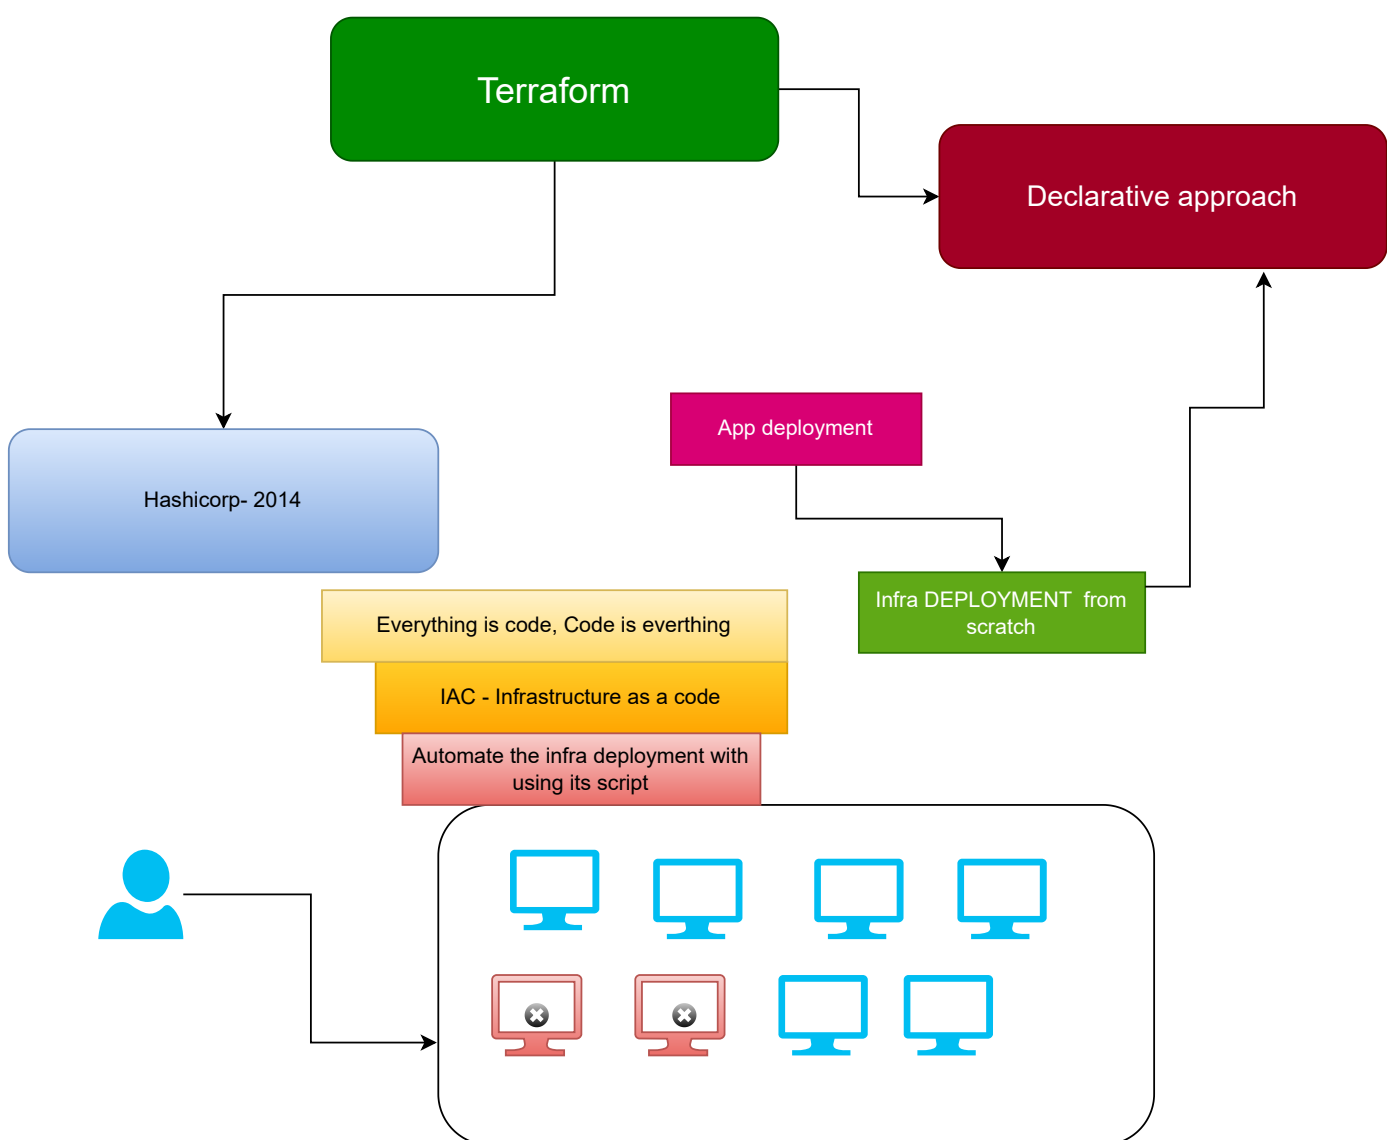 Terraform
Declarative approach
App deployment
Hashicorp- 2014
Infra DEPLOYMENT  from
scratch
Everything is code, Code is everthing
IAC - Infrastructure as a code
Automate the infra deployment with
using its script